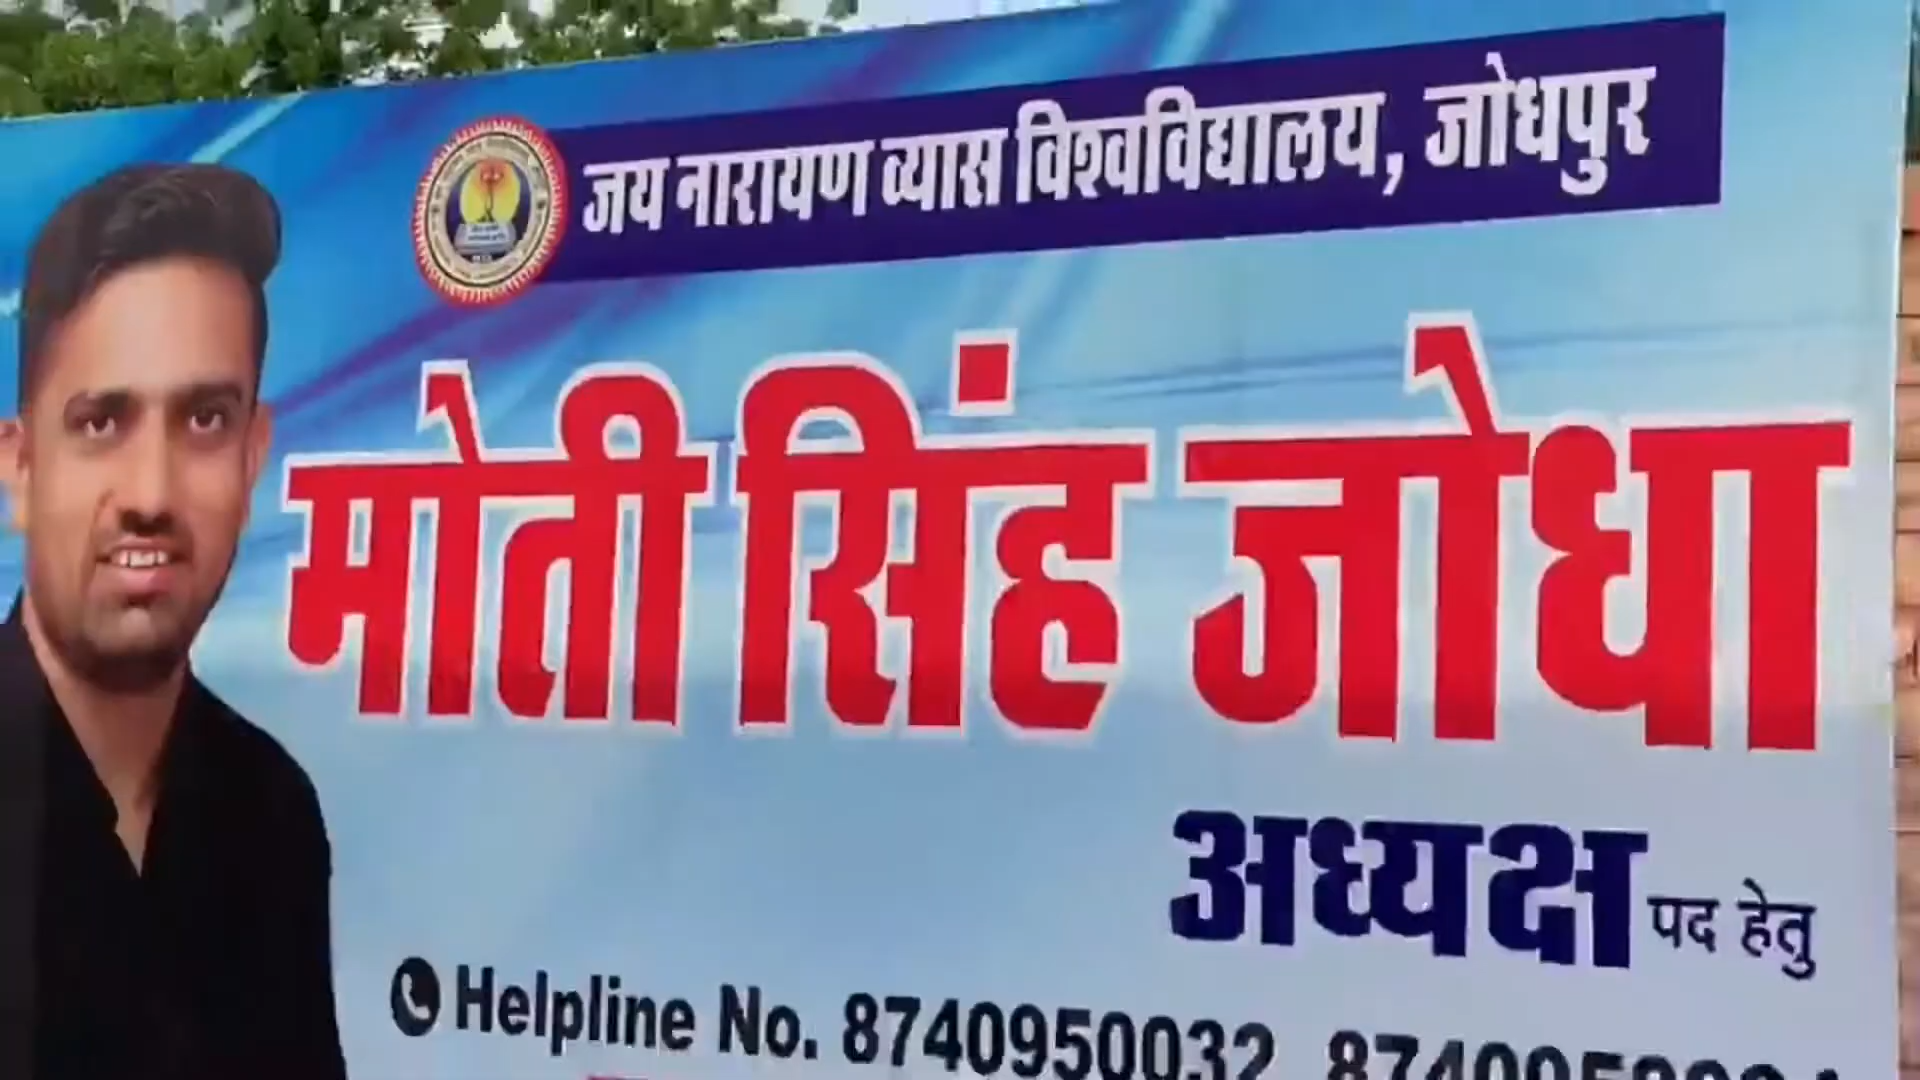 जय नारायण व्यास विश्वविद्यालय, जोधपुर
मोती सिंह जोधा
अध्यक्ष पद हेतु
Helpline No. 8740950032